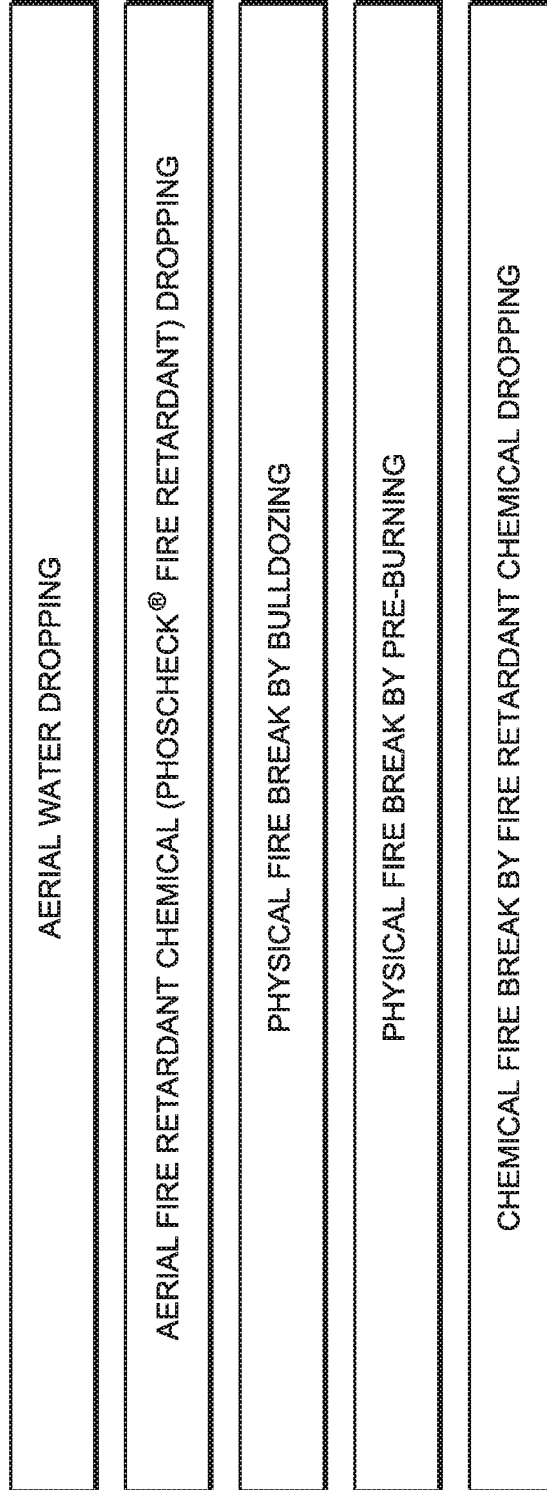 AERIAL WATER DROPPING
AERIAL FIRE RETARDANT CHEMICAL (PHOSCHECK® FIRE RETARDANT) DROPPING
PHYSICAL FIRE BREAK BY BULLDOZING
PHYSICAL FIRE BREAK BY PRE-BURNING
CHEMICAL FIRE BREAK BY FIRE RETARDANT CHEMICAL DROPPING